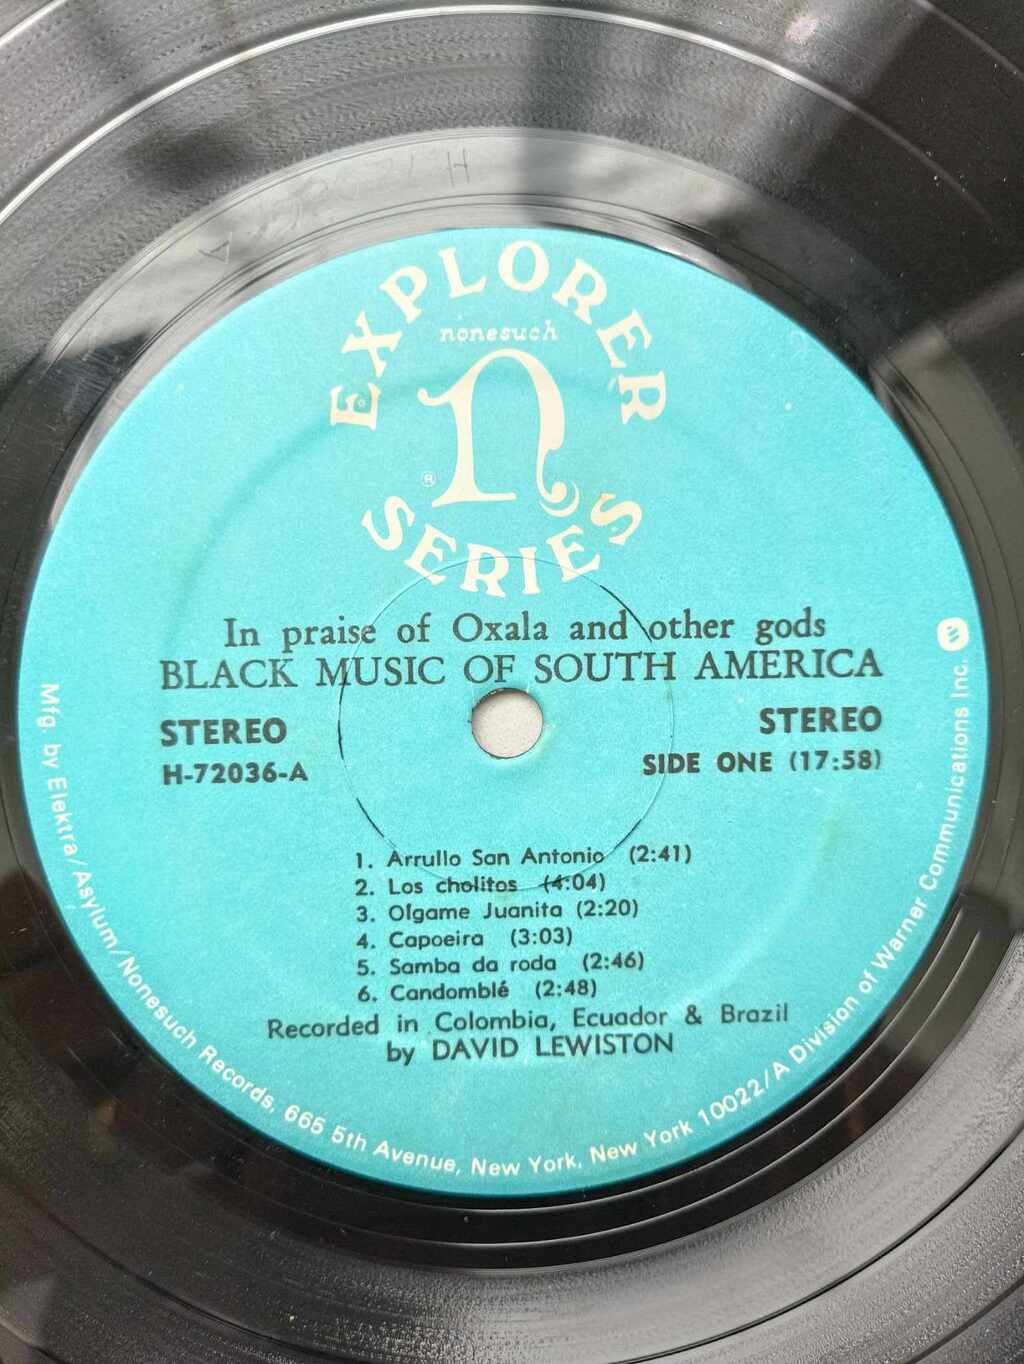 EXPLORER
nonesuch
n
®
SERIES
In praise of Oxala and other gods
BLACK MUSIC OF SOUTH AMERICA
STEREO
STEREO
H-72036-A
SIDE ONE (17:58)
1. Arrullo San Antonio (2:41)
2. Los cholitos (4:04)
3. Oígame Juanita (2:20)
4. Capoeira (3:03)
5. Samba da roda (2:46)
6. Candomblé (2:48)
Recorded in Colombia, Ecuador & Brazil
by DAVID LEWISTON
Mfg. by Elektra/Asylum/Nonesuch Records, 665 5th Avenue, New York, New York 10022/A Division of Warner Communications Inc.